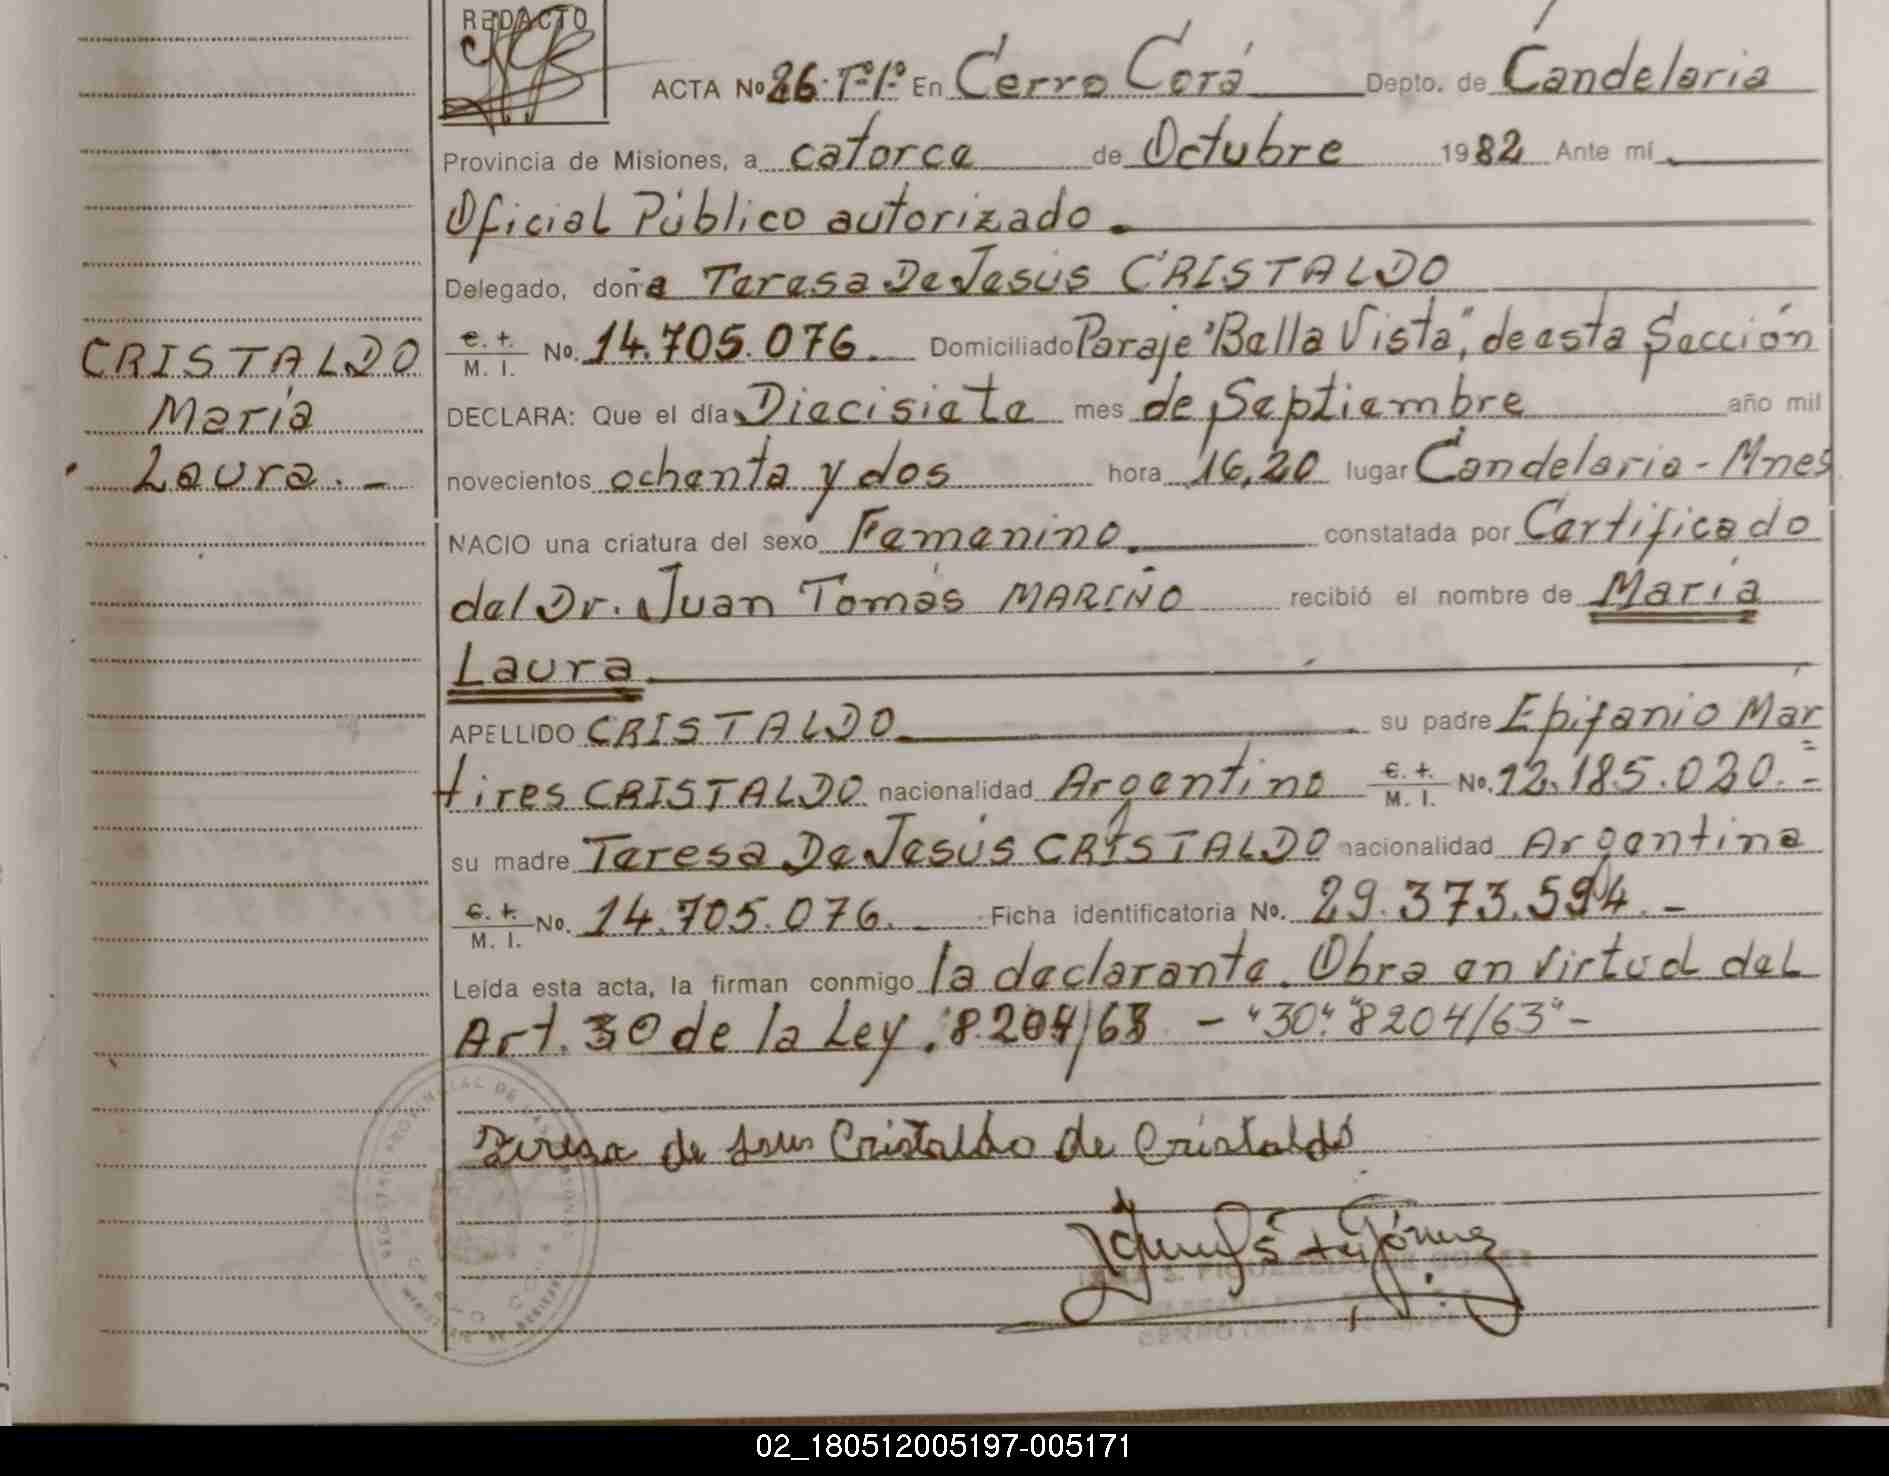 REDACTO
ACTA No 26. Tº1º En Cerro Corá Depto. de Candelaria
Provincia de Misiones, a catorce de Octubre 1982 Ante mí
Oficial Público autorizado.
Delegado, doña Teresa De Jesús CRISTALDO
C. I. M. I. No. 14.705.076. Domiciliado Paraje "Bella Vista", de esta Sección
CRISTALDO
María
Laura.-
DECLARA: Que el día Diecisiete mes de Septiembre año mil
novecientos ochenta y dos hora 16,20 lugar Candelaria-Mnes
NACIO una criatura del sexo Femenino. constatada por Certificado
del Dr. Juan Tomás MARIÑO recibió el nombre de María
Laura
APELLIDO CRISTALDO su padre Epifanio Már
tires CRISTALDO nacionalidad Argentino C. I. M. I. No. 12.185.020.=
su madre Teresa De Jesús CRISTALDO nacionalidad Argentina
C. I. M. I. No. 14.705.076. Ficha identificatoria No. 29.373.594.-
Leída esta acta, la firman conmigo la declarante. Obra en virtud del
Art. 30 de la Ley. 8.204/63 - "30". "8204/63"-
Teresa de Jesus Cristaldo de Cristaldo
02_180512005197-005171